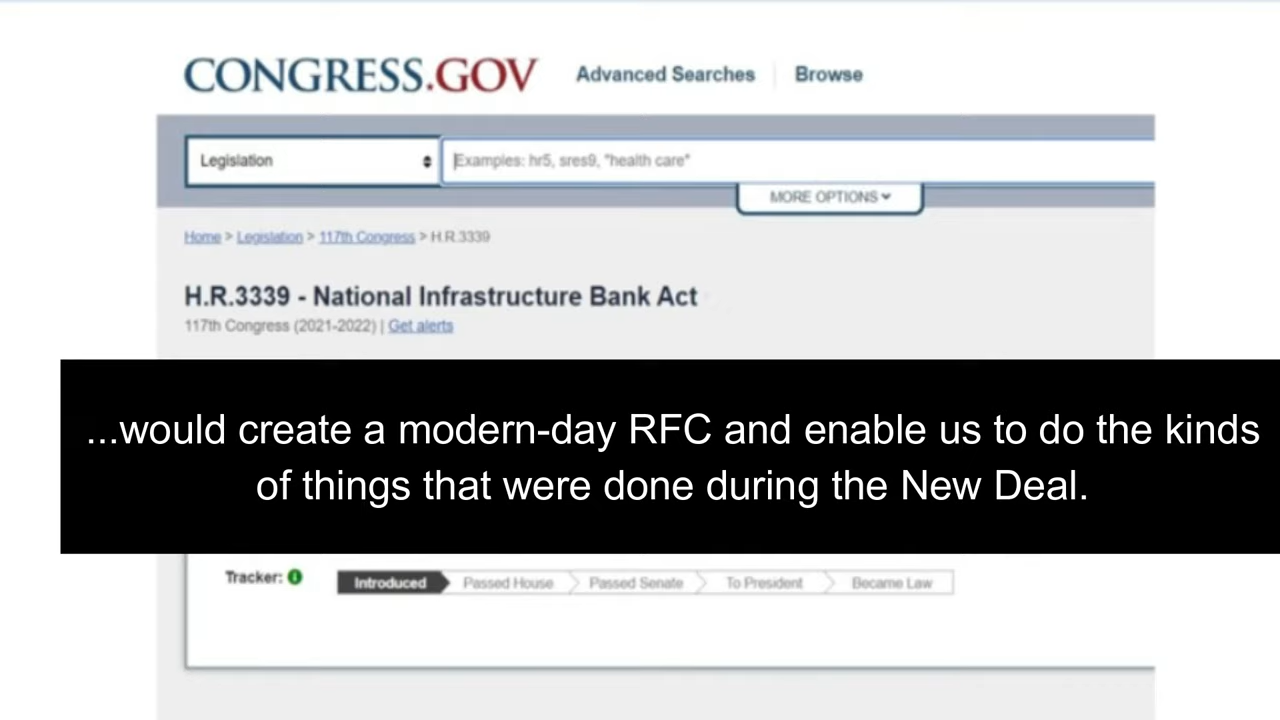 CONGRESS.GOV Advanced Searches Browse
Legislation Examples: hr5, sres9, "health care"
MORE OPTIONS
Home > Legislation > 117th Congress > H.R.3339
H.R.3339 - National Infrastructure Bank Act
117th Congress (2021-2022) | Get alerts
...would create a modern-day RFC and enable us to do the kinds
of things that were done during the New Deal.
Tracker: Introduced Passed House Passed Senate To President Became Law